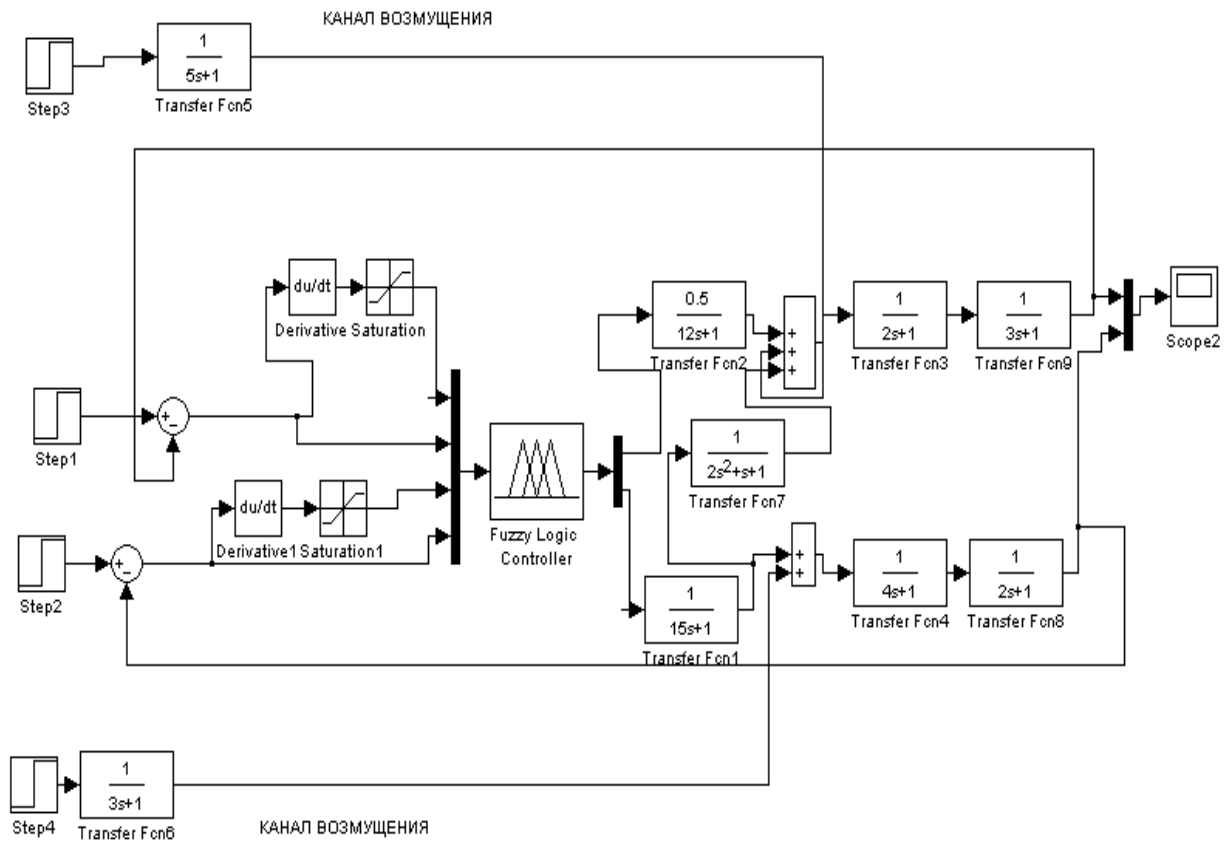 КАНАЛ ВОЗМУЩЕНИЯ
1
5s+1
Step3
Transfer Fcn5
du/dt
Derivative
Saturation
0.5
12s+1
Transfer Fcn2
+
+
+
1
2s+1
Transfer Fcn3
1
3s+1
Transfer Fcn9
Scope2
Step1
+
−
1
2s²+s+1
Transfer Fcn7
du/dt
Derivative1
Saturation1
Fuzzy Logic
Controller
Step2
+
−
+
+
1
15s+1
Transfer Fcn1
1
4s+1
Transfer Fcn4
1
2s+1
Transfer Fcn8
Step4
1
3s+1
Transfer Fcn6
КАНАЛ ВОЗМУЩЕНИЯ